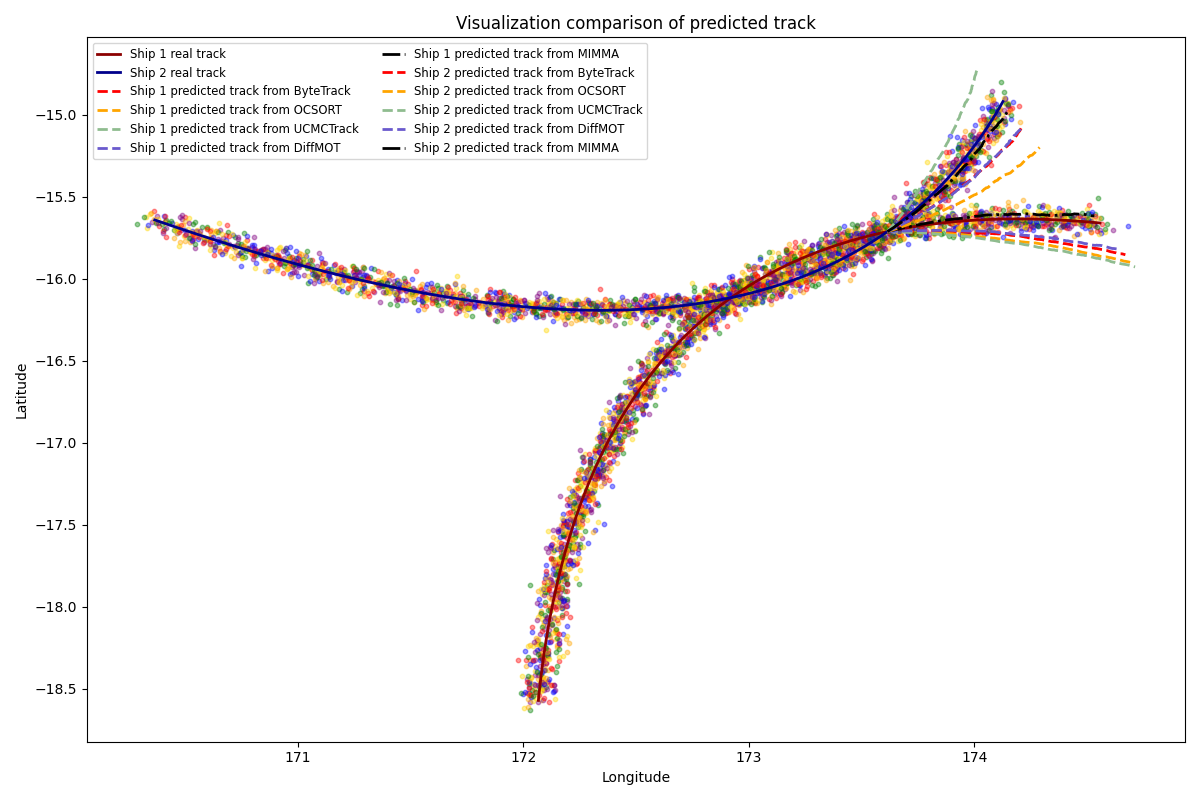 Visualization comparison of predicted track
Ship 1 real track
Ship 2 real track
Ship 1 predicted track from ByteTrack
Ship 1 predicted track from OCSORT
Ship 1 predicted track from UCMCTrack
Ship 1 predicted track from DiffMOT
Ship 1 predicted track from MIMMA
Ship 2 predicted track from ByteTrack
Ship 2 predicted track from OCSORT
Ship 2 predicted track from UCMCTrack
Ship 2 predicted track from DiffMOT
Ship 2 predicted track from MIMMA
Latitude
−15.0
−15.5
−16.0
−16.5
−17.0
−17.5
−18.0
−18.5
171 172 173 174
Longitude